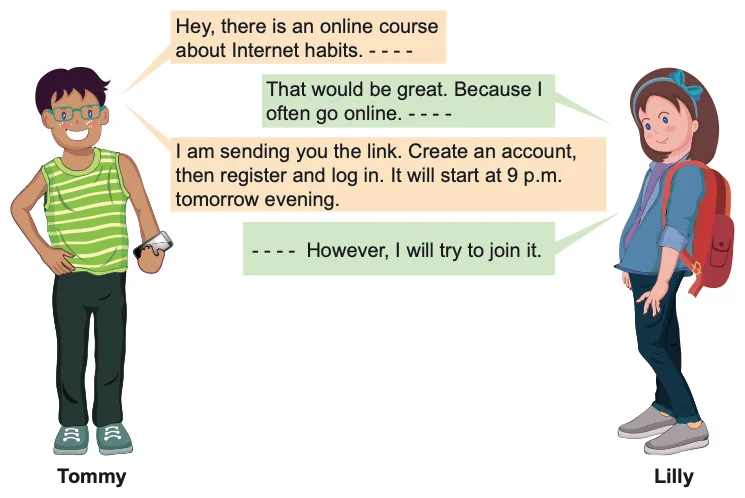 Hey, there is an online course
about Internet habits. - - - -
That would be great. Because I
often go online. - - - -
I am sending you the link. Create an account,
then register and log in. It will start at 9 p.m.
tomorrow evening.
- - - - However, I will try to join it.
Tommy
Lilly